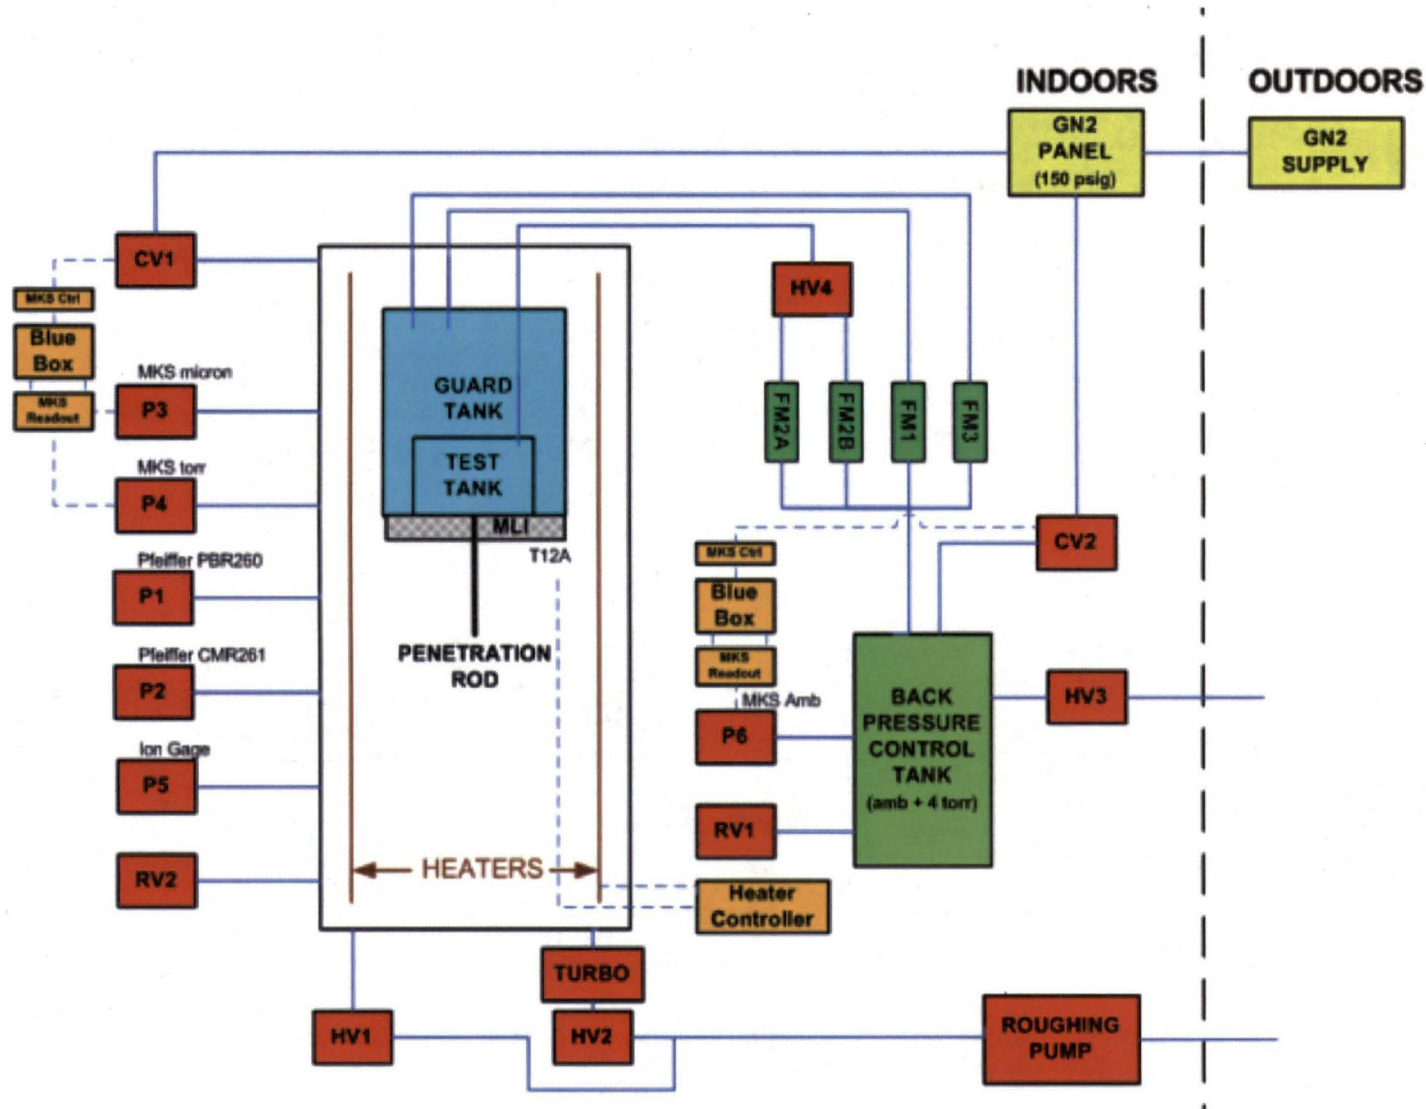 INDOORS
OUTDOORS
GN2
PANEL
(150 psig)
GN2
SUPPLY
CV1
MKS Ctrl
Blue
Box
MKS
Readout
MKS micron
P3
MKS torr
P4
Pfeiffer PBR260
P1
Pfeiffer CMR261
P2
Ion Gage
P5
RV2
GUARD
TANK
TEST
TANK
MLI
T12A
PENETRATION
ROD
HEATERS
HV4
FM2A
FM2B
FM1
FM3
CV2
MKS Ctrl
Blue
Box
MKS
Readout
MKS Amb
P6
RV1
BACK
PRESSURE
CONTROL
TANK
(amb + 4 torr)
HV3
Heater
Controller
TURBO
HV1
HV2
ROUGHING
PUMP